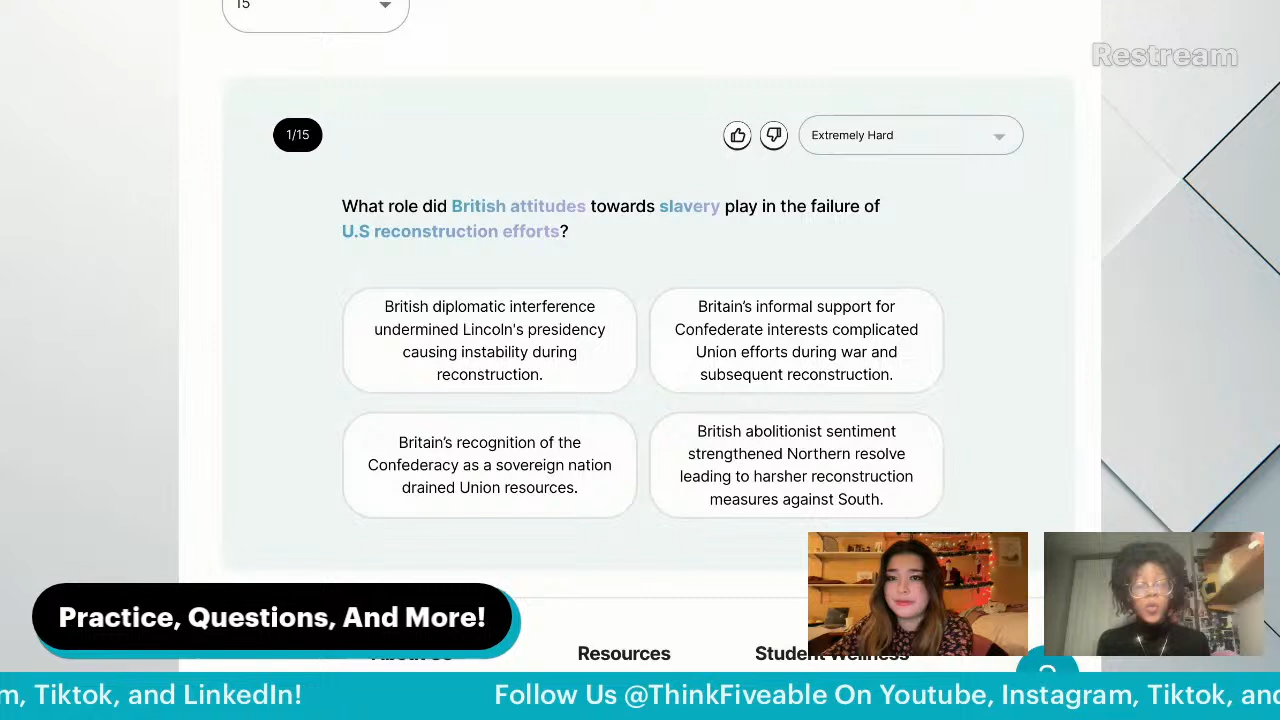 15
Restream
1/15
Extremely Hard
What role did British attitudes towards slavery play in the failure of
U.S reconstruction efforts?
British diplomatic interference
undermined Lincoln's presidency
causing instability during
reconstruction.
Britain's informal support for
Confederate interests complicated
Union efforts during war and
subsequent reconstruction.
Britain's recognition of the
Confederacy as a sovereign nation
drained Union resources.
British abolitionist sentiment
strengthened Northern resolve
leading to harsher reconstruction
measures against South.
Practice, Questions, And More!
Resources
Student Wellness
m, Tiktok, and LinkedIn!
Follow Us @ThinkFiveable On Youtube, Instagram, Tiktok, and